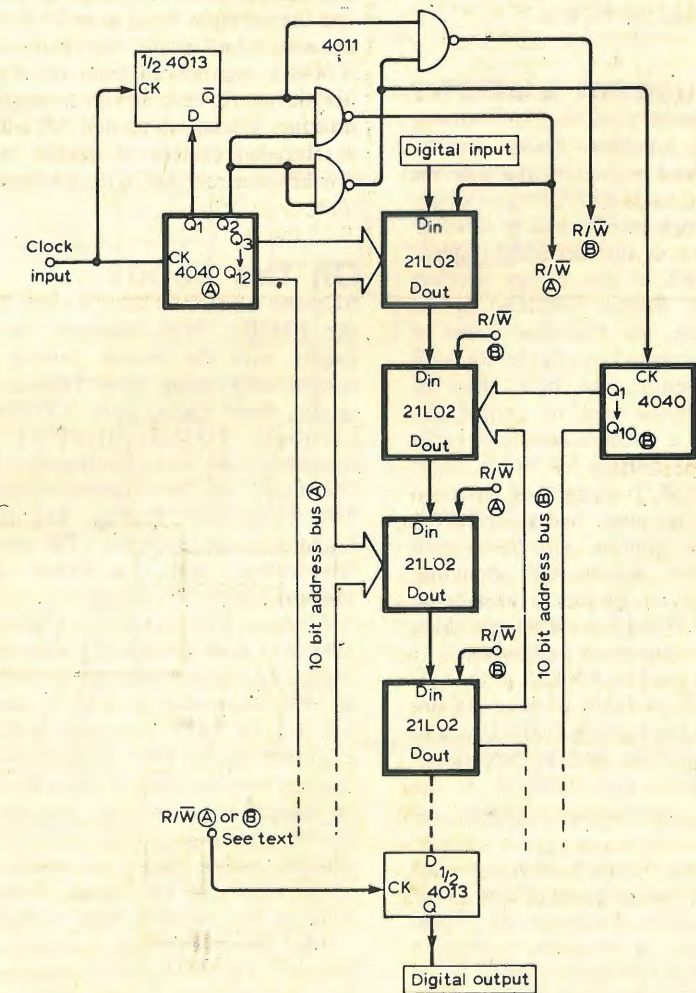 1/2 4013
CK
Q̅
D
4011
Digital input
R/W̅
Ⓑ
R/W̅
Ⓐ
Clock
input
Q1 Q2
Q3
CK
4040 Q12
Ⓐ
Din
21L02
Dout
R/W̅
Ⓑ
Din
21L02
Dout
CK
Q1
4040
Q10 Ⓑ
R/W̅
Ⓐ
Din
21L02
Dout
10 bit address bus Ⓐ
10 bit address bus Ⓑ
R/W̅
Ⓑ
Din
21L02
Dout
R/W̅ Ⓐ or Ⓑ
See text
D 1/2
CK 4013
Q
Digital output